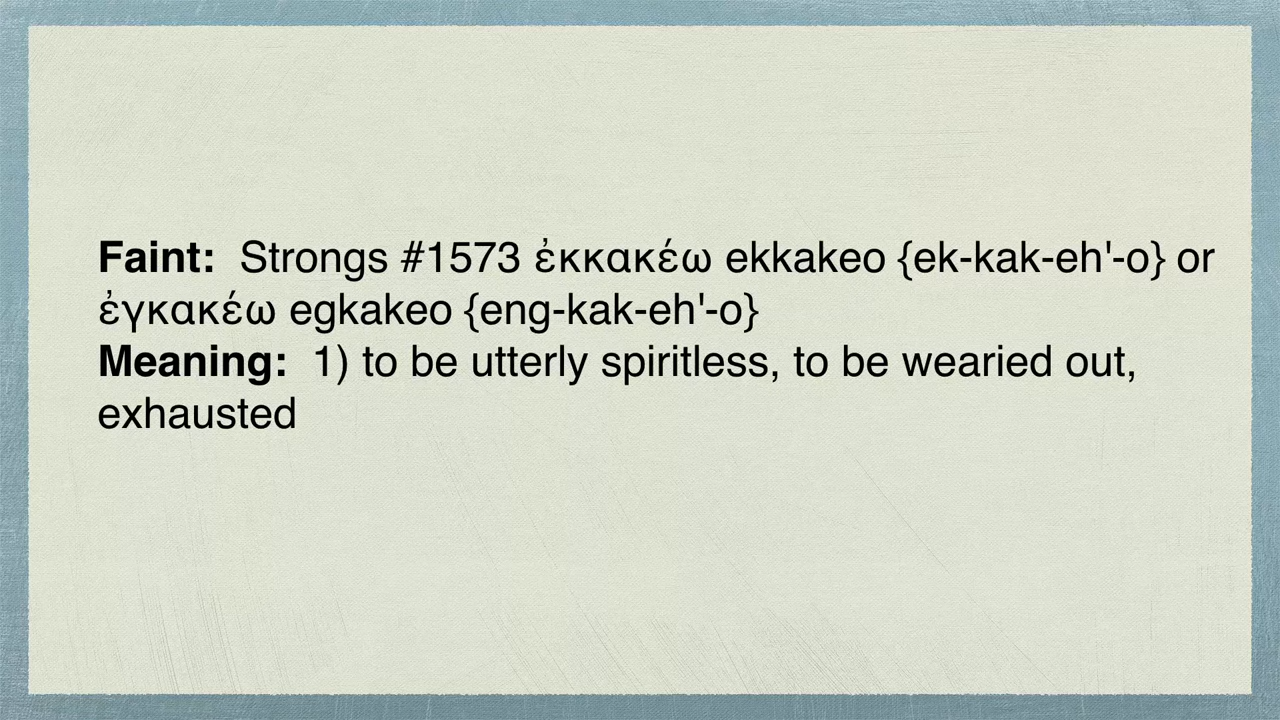 Faint:  Strongs #1573 ἐκκακέω ekkakeo {ek-kak-eh'-o} or
ἐγκακέω egkakeo {eng-kak-eh'-o}
Meaning:  1) to be utterly spiritless, to be wearied out,
exhausted